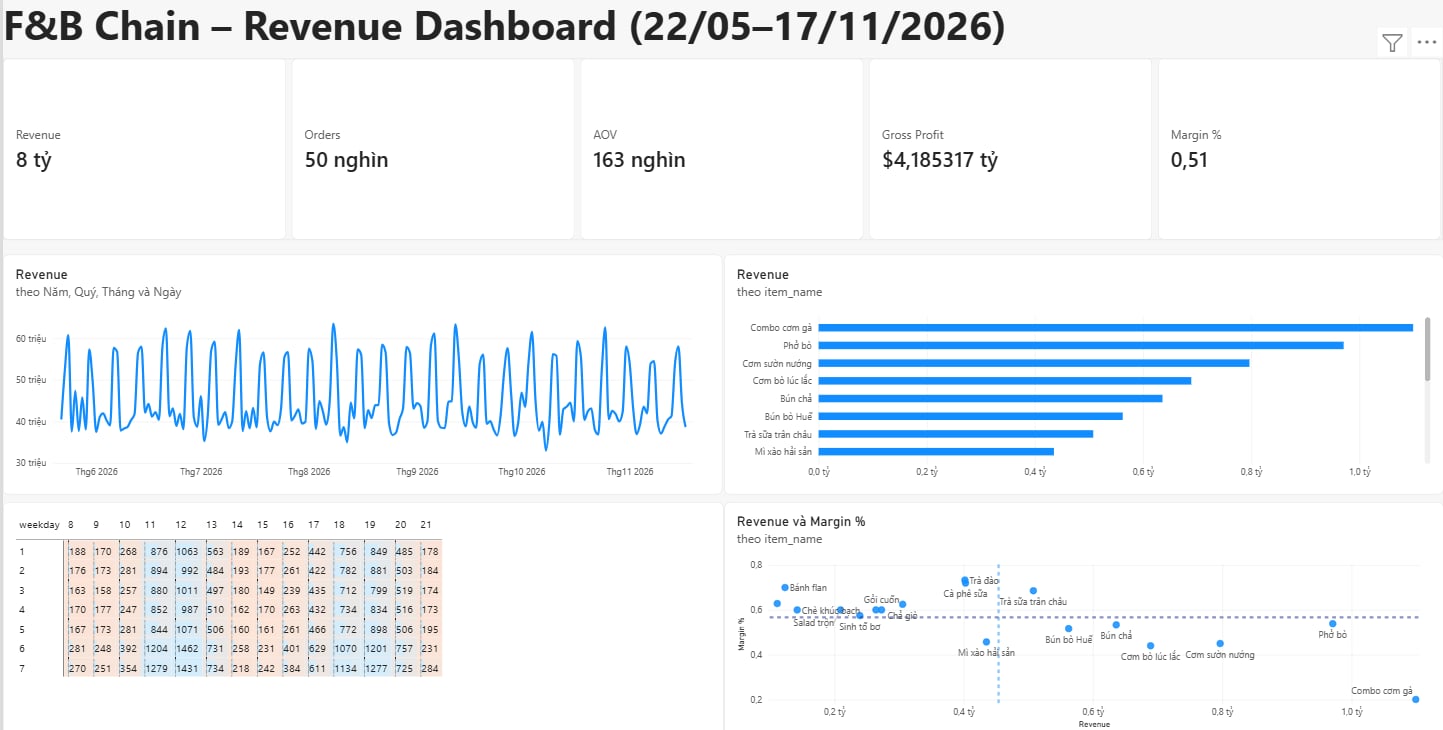 F&B Chain – Revenue Dashboard (22/05–17/11/2026)
Revenue
8 tỷ
Orders
50 nghìn
AOV
163 nghìn
Gross Profit
$4,185317 tỷ
Margin %
0,51
Revenue
theo Năm, Quý, Tháng và Ngày
60 triệu
50 triệu
40 triệu
30 triệu
Thg6 2026 Thg7 2026 Thg8 2026 Thg9 2026 Thg10 2026 Thg11 2026
Revenue
theo item_name
Combo cơm gà
Phở bò
Cơm sườn nướng
Cơm bò lúc lắc
Bún chả
Bún bò Huế
Trà sữa trân châu
Mì xào hải sản
0,0 tỷ 0,2 tỷ 0,4 tỷ 0,6 tỷ 0,8 tỷ 1,0 tỷ
weekday 8 9 10 11 12 13 14 15 16 17 18 19 20 21
1 188 170 268 876 1063 563 189 167 252 442 756 849 485 178
2 176 173 281 894 992 484 193 177 261 422 782 881 503 184
3 163 158 257 880 1011 497 180 149 239 435 712 799 519 174
4 170 177 247 852 987 510 162 170 263 432 734 834 516 173
5 167 173 281 844 1071 506 160 161 261 466 772 898 506 195
6 281 248 392 1204 1462 731 258 231 401 629 1070 1201 757 231
7 270 251 354 1279 1431 734 218 242 384 611 1134 1277 725 284
Revenue và Margin %
theo item_name
Margin %
0,8
0,6
0,4
0,2
Bánh flan
Trà đào
Cà phê sữa
Trà sữa trân châu
Gỏi cuốn
Chè khúc bạch
Chả giò
Salad trộn
Sinh tố bơ
Mì xào hải sản
Bún bò Huế
Bún chả
Cơm bò lúc lắc
Cơm sườn nướng
Phở bò
Combo cơm gà
0,2 tỷ 0,4 tỷ 0,6 tỷ 0,8 tỷ 1,0 tỷ
Revenue